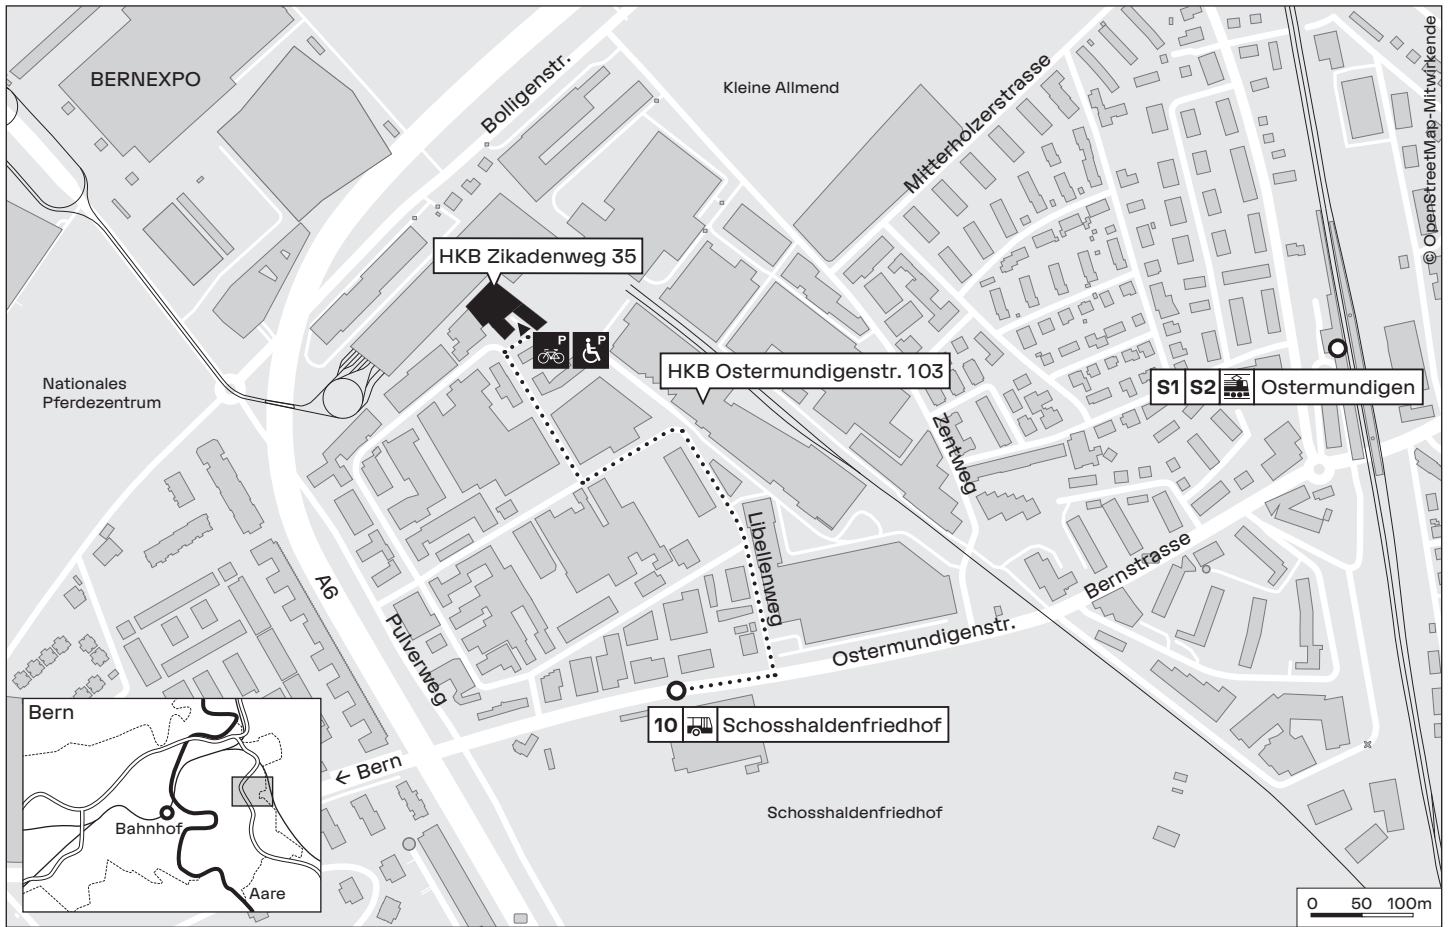 BERNEXPO
Bolligenstr.
Kleine Allmend
Mitterholzerstrasse
© OpenStreetMap-Mitwirkende
HKB Zikadenweg 35
P
P
HKB Ostermundigenstr. 103
S1 S2 Ostermundigen
Nationales
Pferdezentrum
Zentweg
Libellenweg
Bernstrasse
A6
Pulverweg
Ostermundigenstr.
10 Schosshaldenfriedhof
← Bern
Schosshaldenfriedhof
Bern
Bahnhof
Aare
0 50 100m